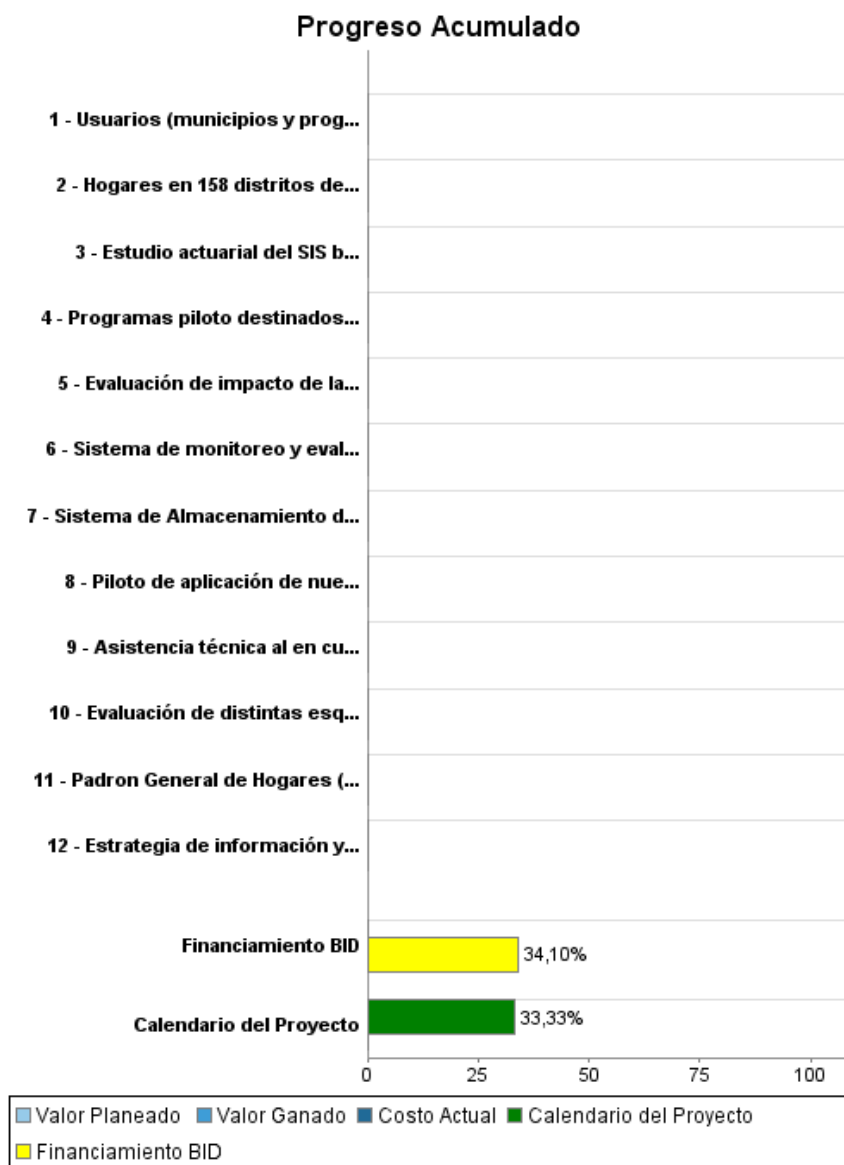 Progreso Acumulado
1 - Usuarios (municipios y prog...
2 - Hogares en 158 distritos de...
3 - Estudio actuarial del SIS b...
4 - Programas piloto destinados...
5 - Evaluación de impacto de la...
6 - Sistema de monitoreo y eval...
7 - Sistema de Almacenamiento d...
8 - Piloto de aplicación de nue...
9 - Asistencia técnica al en cu...
10 - Evaluación de distintas esq...
11 - Padron General de Hogares (...
12 - Estrategia de información y...
Financiamiento BID 34,10%
Calendario del Proyecto 33,33%
0 25 50 75 100
Valor Planeado Valor Ganado Costo Actual Calendario del Proyecto
Financiamiento BID